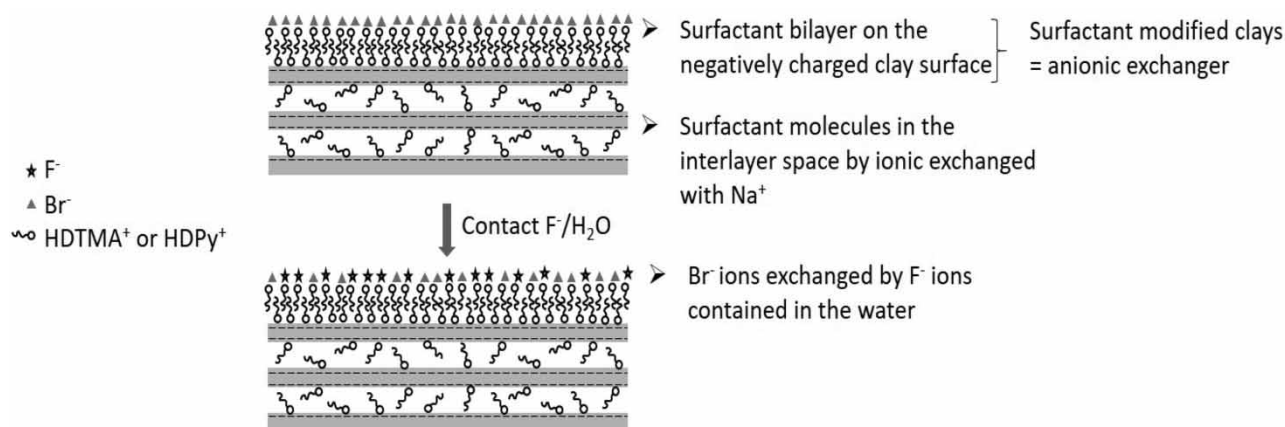 Surfactant bilayer on the
negatively charged clay surface
Surfactant modified clays
= anionic exchanger
Surfactant molecules in the
interlayer space by ionic exchanged
with Na⁺
F⁻
Br⁻
HDTMA⁺ or HDPy⁺
Contact F⁻/H₂O
Br⁻ ions exchanged by F⁻ ions
contained in the water